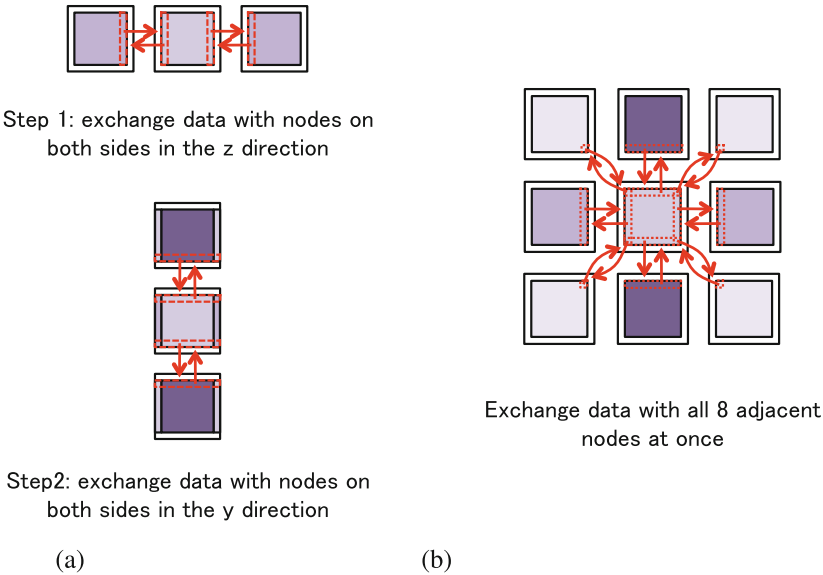 Step 1: exchange data with nodes on
both sides in the z direction
Step2: exchange data with nodes on
both sides in the y direction
(a)
Exchange data with all 8 adjacent
nodes at once
(b)